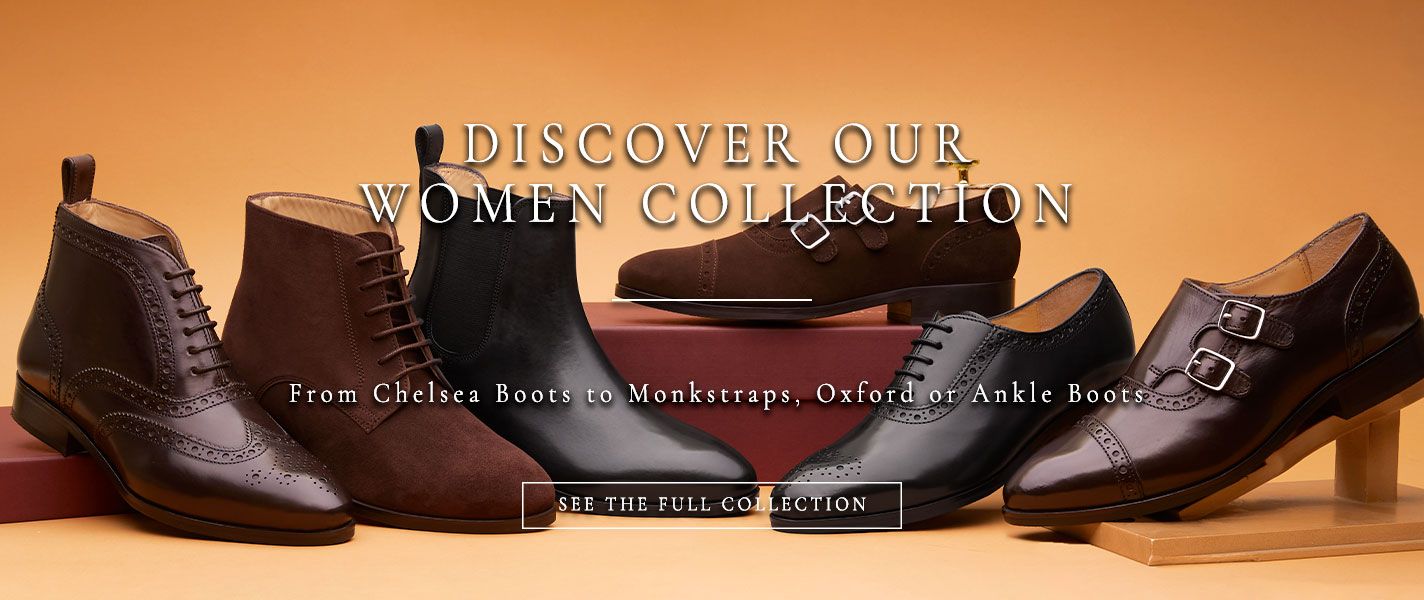 DISCOVER OUR
WOMEN COLLECTION
From Chelsea Boots to Monkstraps, Oxford or Ankle Boots
SEE THE FULL COLLECTION